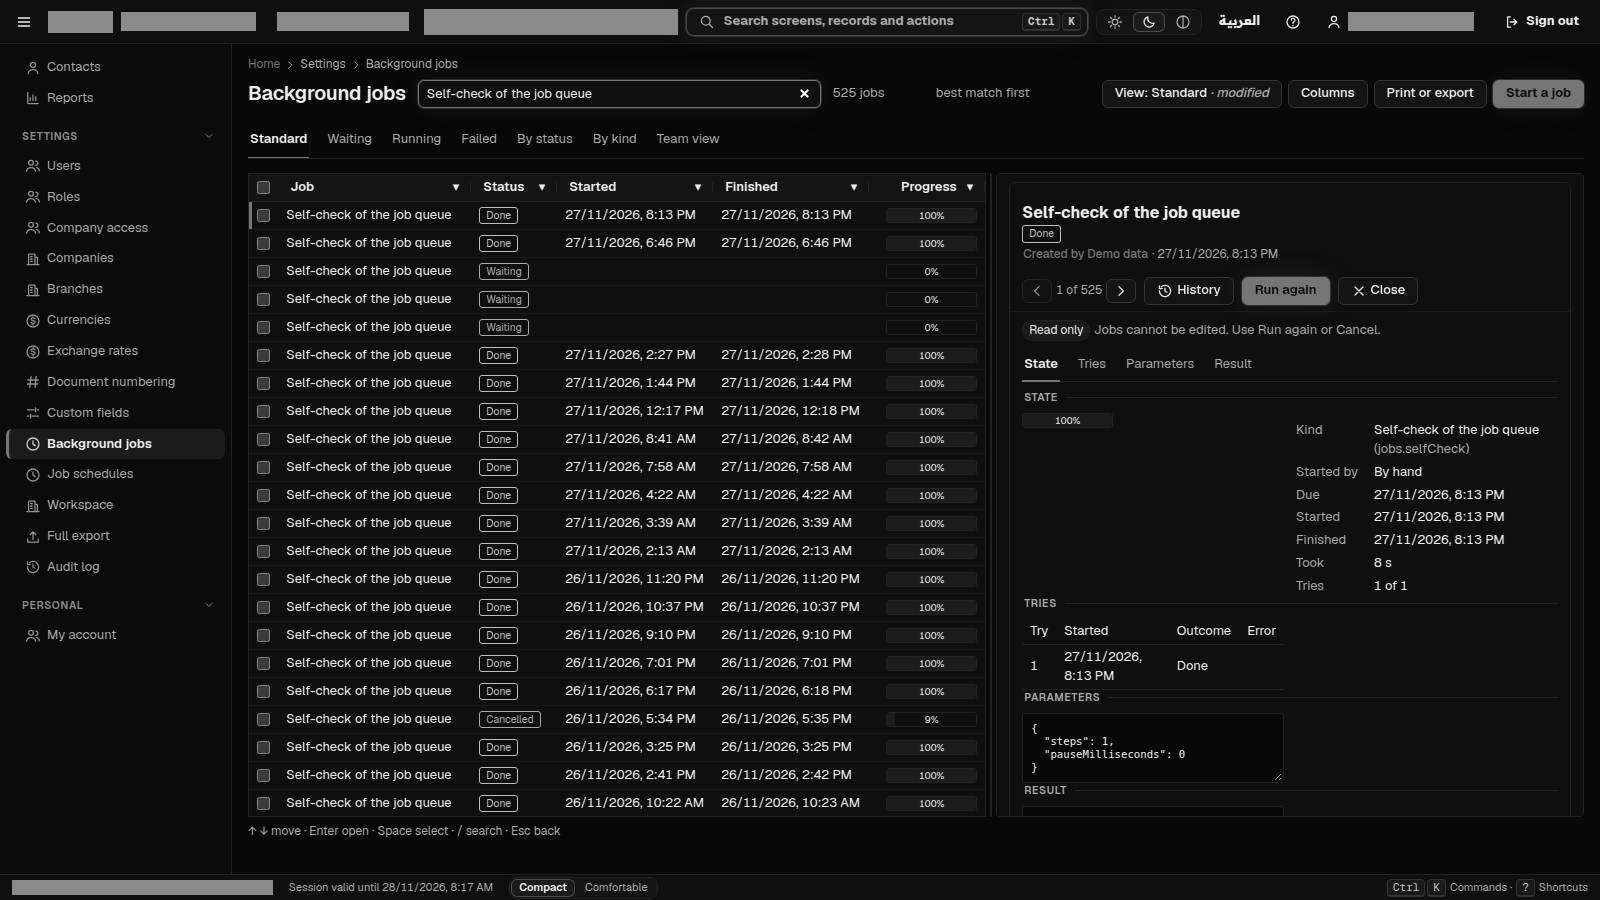 Search screens, records and actions Ctrl K العربية Sign out
Contacts
Reports
SETTINGS
Users
Roles
Company access
Companies
Branches
Currencies
Exchange rates
Document numbering
Custom fields
Background jobs
Job schedules
Workspace
Full export
Audit log
PERSONAL
My account
Home > Settings > Background jobs
Background jobs Self-check of the job queue 525 jobs best match first View: Standard · modified Columns Print or export Start a job
Standard Waiting Running Failed By status By kind Team view
Job Status Started Finished Progress
Self-check of the job queue Done 27/11/2026, 8:13 PM 27/11/2026, 8:13 PM 100%
Self-check of the job queue Done 27/11/2026, 6:46 PM 27/11/2026, 6:46 PM 100%
Self-check of the job queue Waiting 0%
Self-check of the job queue Waiting 0%
Self-check of the job queue Waiting 0%
Self-check of the job queue Done 27/11/2026, 2:27 PM 27/11/2026, 2:28 PM 100%
Self-check of the job queue Done 27/11/2026, 1:44 PM 27/11/2026, 1:44 PM 100%
Self-check of the job queue Done 27/11/2026, 12:17 PM 27/11/2026, 12:18 PM 100%
Self-check of the job queue Done 27/11/2026, 8:41 AM 27/11/2026, 8:42 AM 100%
Self-check of the job queue Done 27/11/2026, 7:58 AM 27/11/2026, 7:58 AM 100%
Self-check of the job queue Done 27/11/2026, 4:22 AM 27/11/2026, 4:22 AM 100%
Self-check of the job queue Done 27/11/2026, 3:39 AM 27/11/2026, 3:39 AM 100%
Self-check of the job queue Done 27/11/2026, 2:13 AM 27/11/2026, 2:13 AM 100%
Self-check of the job queue Done 26/11/2026, 11:20 PM 26/11/2026, 11:20 PM 100%
Self-check of the job queue Done 26/11/2026, 10:37 PM 26/11/2026, 10:37 PM 100%
Self-check of the job queue Done 26/11/2026, 9:10 PM 26/11/2026, 9:10 PM 100%
Self-check of the job queue Done 26/11/2026, 7:01 PM 26/11/2026, 7:01 PM 100%
Self-check of the job queue Done 26/11/2026, 6:17 PM 26/11/2026, 6:18 PM 100%
Self-check of the job queue Cancelled 26/11/2026, 5:34 PM 26/11/2026, 5:35 PM 9%
Self-check of the job queue Done 26/11/2026, 3:25 PM 26/11/2026, 3:25 PM 100%
Self-check of the job queue Done 26/11/2026, 2:41 PM 26/11/2026, 2:42 PM 100%
Self-check of the job queue Done 26/11/2026, 10:22 AM 26/11/2026, 10:23 AM 100%
↑↓ move · Enter open · Space select · / search · Esc back
Self-check of the job queue
Done
Created by Demo data · 27/11/2026, 8:13 PM
1 of 525 History Run again Close
Read only Jobs cannot be edited. Use Run again or Cancel.
State Tries Parameters Result
STATE
100%
Kind Self-check of the job queue
(jobs.selfCheck)
Started by By hand
Due 27/11/2026, 8:13 PM
Started 27/11/2026, 8:13 PM
Finished 27/11/2026, 8:13 PM
Took 8 s
Tries 1 of 1
TRIES
Try Started Outcome Error
1 27/11/2026, 8:13 PM Done
PARAMETERS
{
"steps": 1,
"pauseMilliseconds": 0
}
RESULT
Session valid until 28/11/2026, 8:17 AM Compact Comfortable Ctrl K Commands · ? Shortcuts